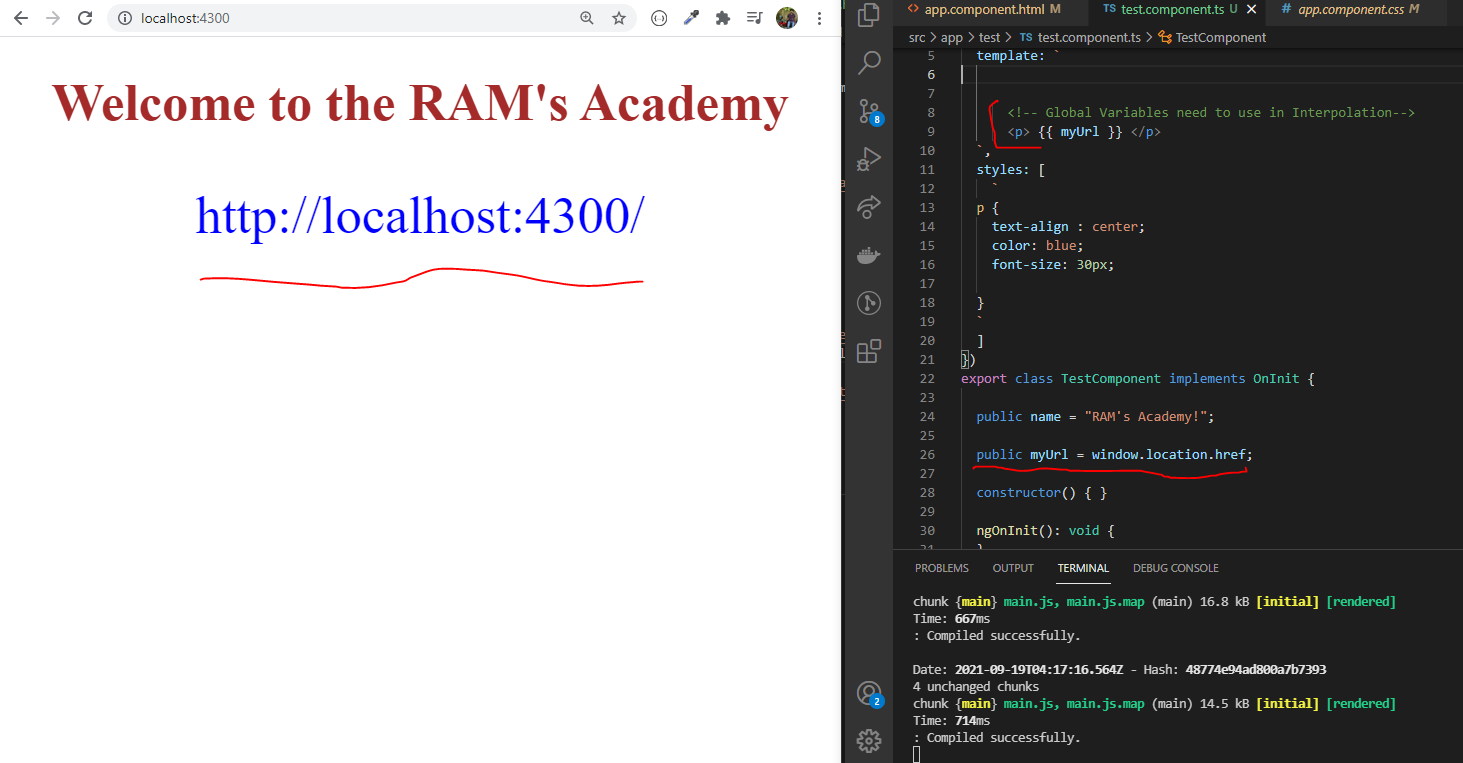 localhost:4300
Welcome to the RAM's Academy
http://localhost:4300/
app.component.html M
TS test.component.ts U
# app.component.css M
src > app > test > TS test.component.ts > TestComponent
5 template: `
6
7
8 <!-- Global Variables need to use in Interpolation-->
9 <p> {{ myUrl }} </p>
10 `,
11 styles: [
12 `
13 p {
14 text-align : center;
15 color: blue;
16 font-size: 30px;
17
18 }
19 `
20 ]
21 })
22 export class TestComponent implements OnInit {
23
24 public name = "RAM's Academy!";
25
26 public myUrl = window.location.href;
27
28 constructor() { }
29
30 ngOnInit(): void {
8
2
PROBLEMS OUTPUT TERMINAL DEBUG CONSOLE
chunk {main} main.js, main.js.map (main) 16.8 kB [initial] [rendered]
Time: 667ms
: Compiled successfully.
Date: 2021-09-19T04:17:16.564Z - Hash: 48774e94ad800a7b7393
4 unchanged chunks
chunk {main} main.js, main.js.map (main) 14.5 kB [initial] [rendered]
Time: 714ms
: Compiled successfully.